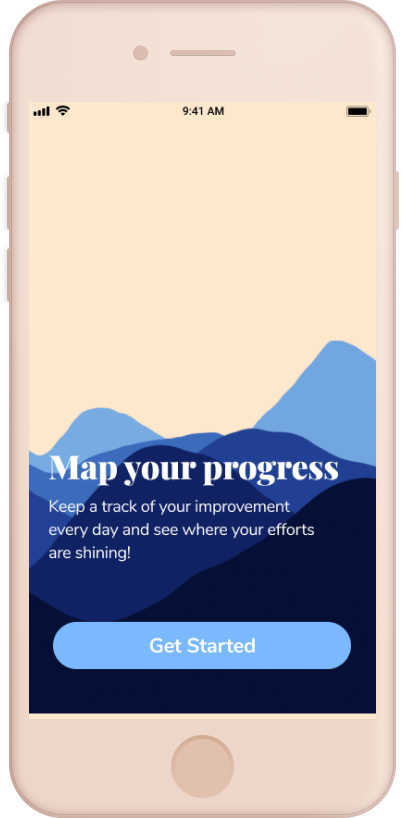 9:41 AM
Map your progress
Keep a track of your improvement
every day and see where your efforts
are shining!
Get Started